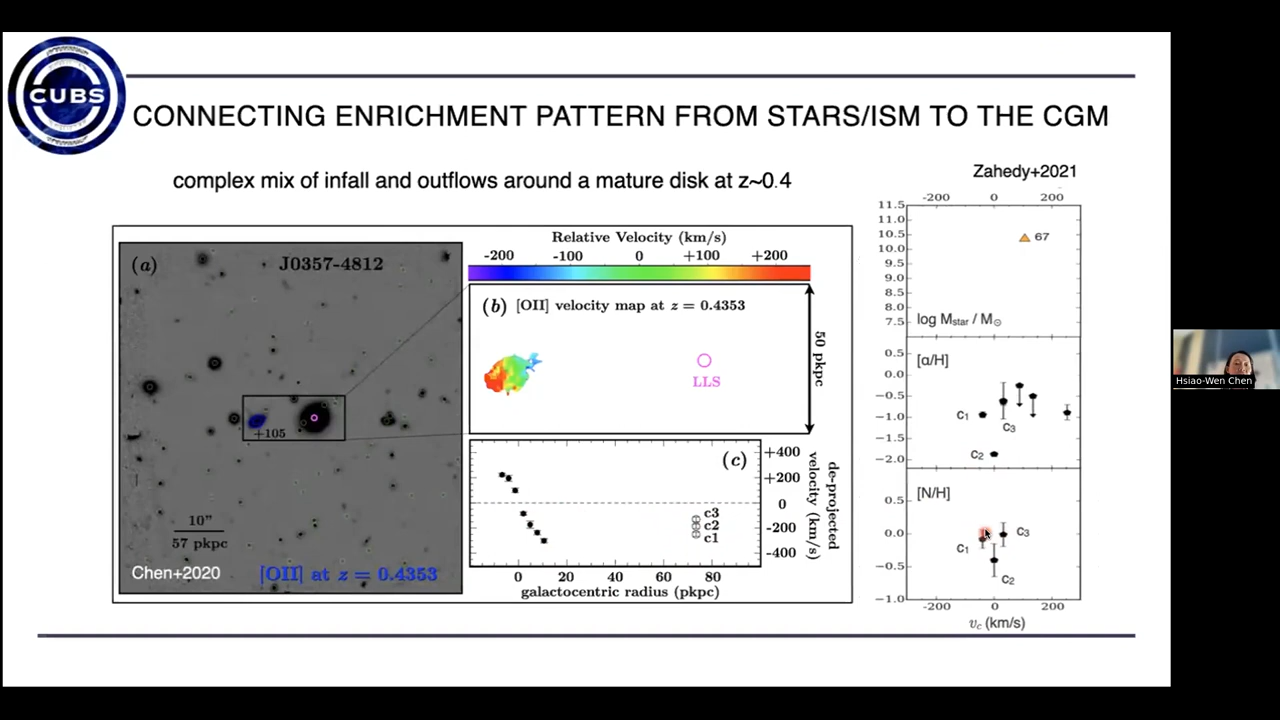 CUBS
CONNECTING ENRICHMENT PATTERN FROM STARS/ISM TO THE CGM
complex mix of infall and outflows around a mature disk at z~0.4
Zahedy+2021
(a)
J0357-4812
+105
10"
57 pkpc
Chen+2020
[OII] at z = 0.4353
Relative Velocity (km/s)
-200 -100 0 +100 +200
(b) [OII] velocity map at z = 0.4353
LLS
50 pkpc
(c)
+400
+200
0
-200
-400
c3
c2
c1
de-projected
velocity (km/s)
0 20 40 60 80
galactocentric radius (pkpc)
-200 0 200
11.5
11.0
10.5
10.0
9.5
9.0
8.5
8.0
7.5
67
log Mstar / M⊙
0.5
0.0
-0.5
-1.0
-1.5
-2.0
[α/H]
c1
c3
c2
[N/H]
0.5
0.0
-0.5
-1.0
c1
c3
c2
-200 0 200
vc (km/s)
Hsiao-Wen Chen